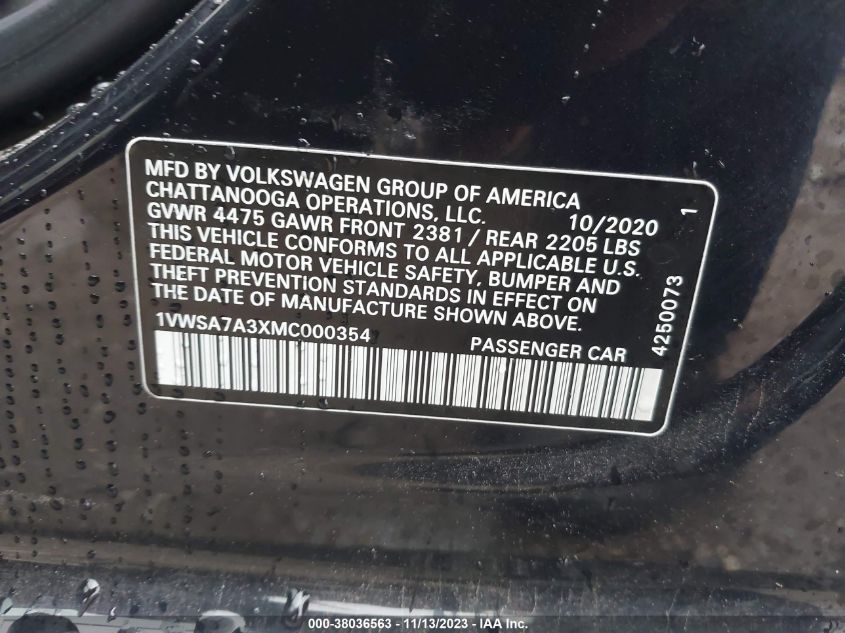 MFD BY VOLKSWAGEN GROUP OF AMERICA
CHATTANOOGA OPERATIONS, LLC. 10/2020 1
GVWR 4475 GAWR FRONT 2381 / REAR 2205 LBS
THIS VEHICLE CONFORMS TO ALL APPLICABLE U.S.
FEDERAL MOTOR VEHICLE SAFETY, BUMPER AND
THEFT PREVENTION STANDARDS IN EFFECT ON
THE DATE OF MANUFACTURE SHOWN ABOVE.
1VWSA7A3XMC000354 PASSENGER CAR
4250073
000-38036563 - 11/13/2023 - IAA Inc.